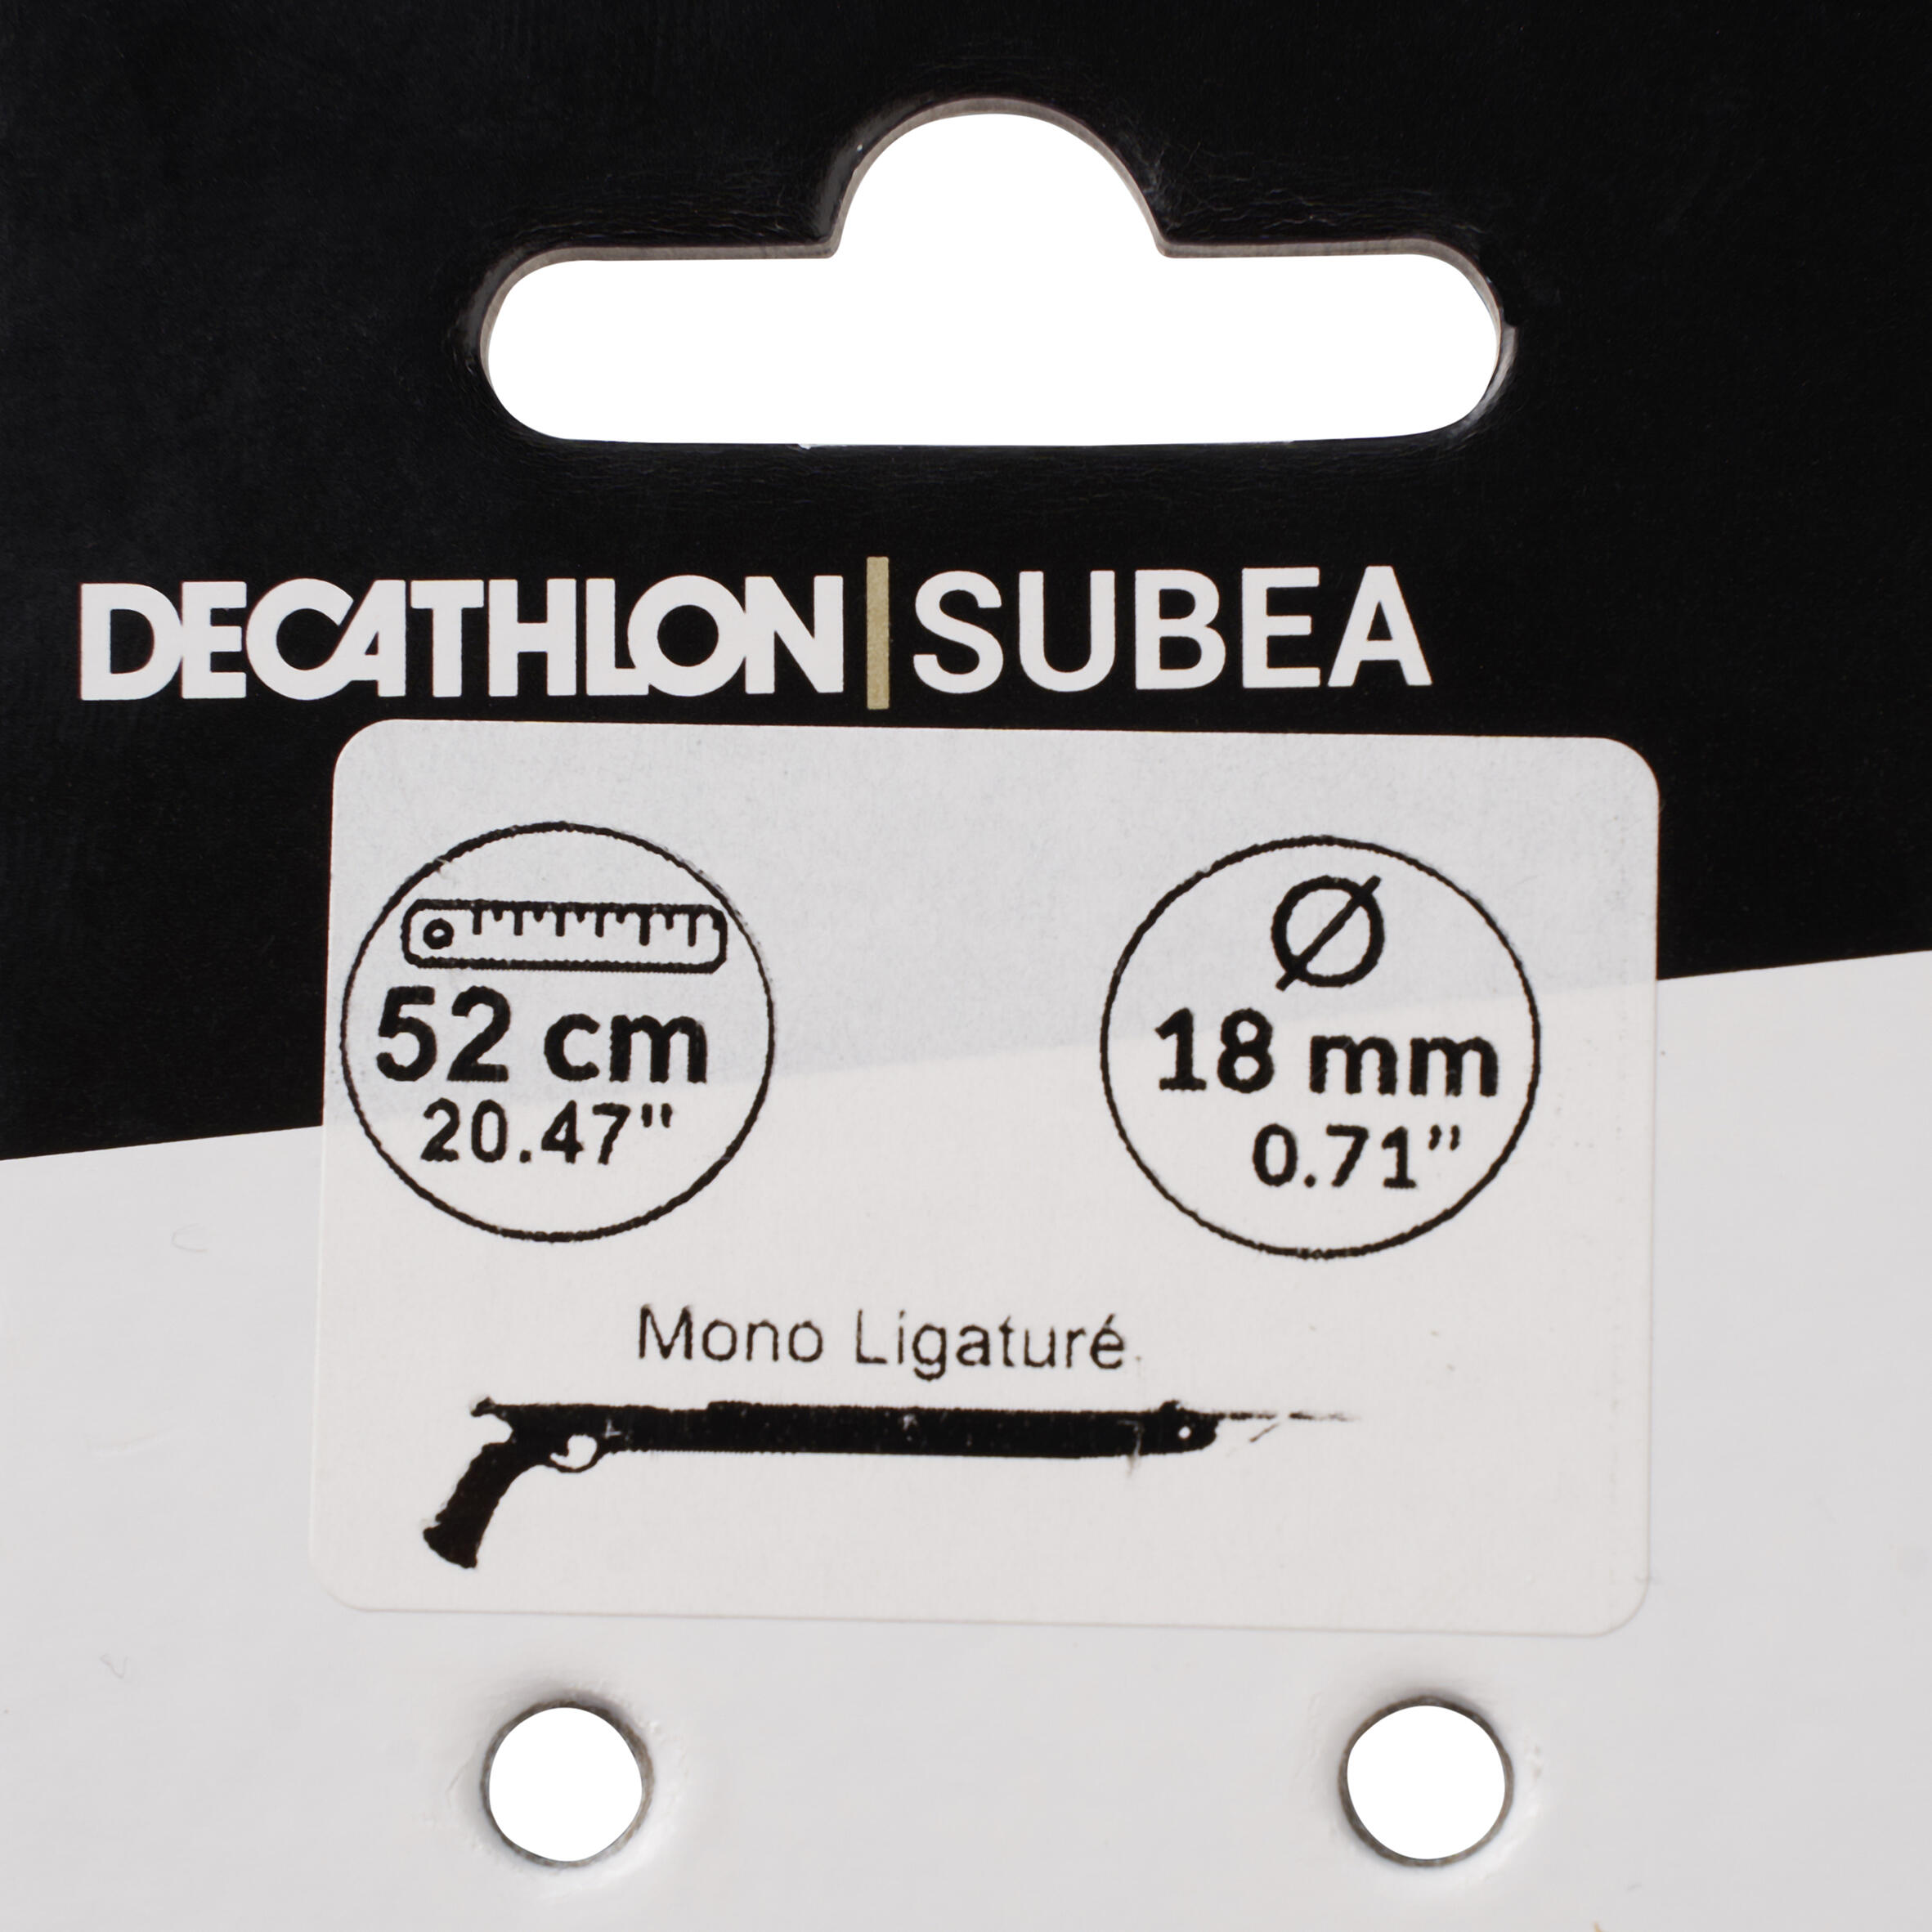 DECATHLON|SUBEA
52 cm
20.47"
Ø
18 mm
0.71”
Mono Ligaturé